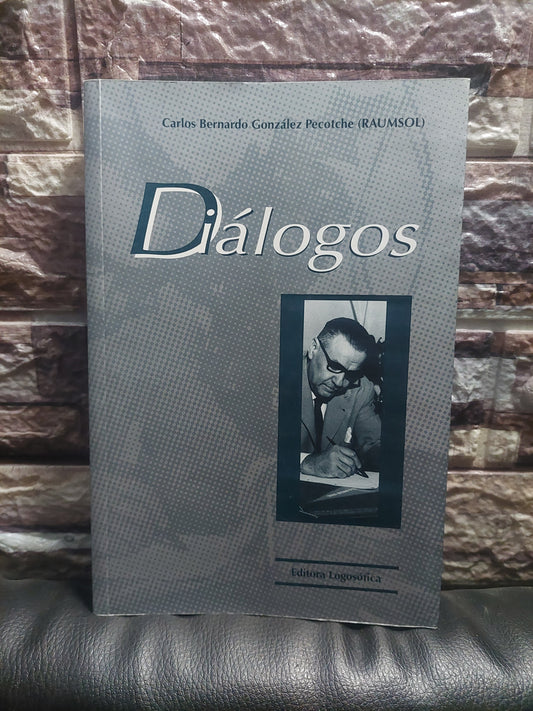 Carlos Bernardo González Pecotche (RAUMSOL)
Diálogos
Editora Logosófica